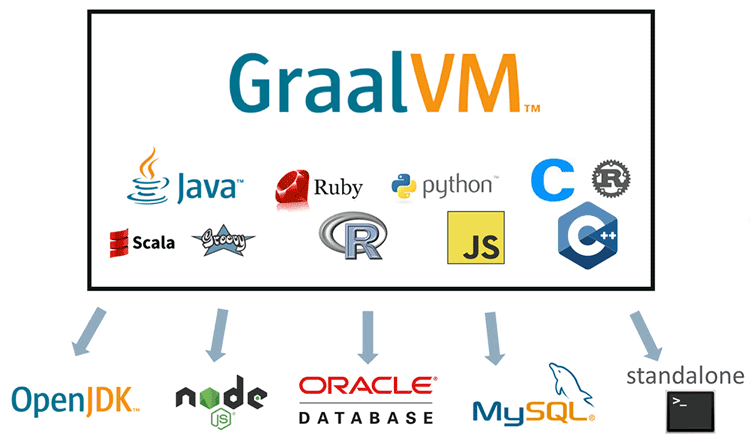 GraalVM™
Java™ Ruby python™ C R
Scala Groovy R JS C++
OpenJDK™ node JS® ORACLE® DATABASE MySQL® standalone
>_